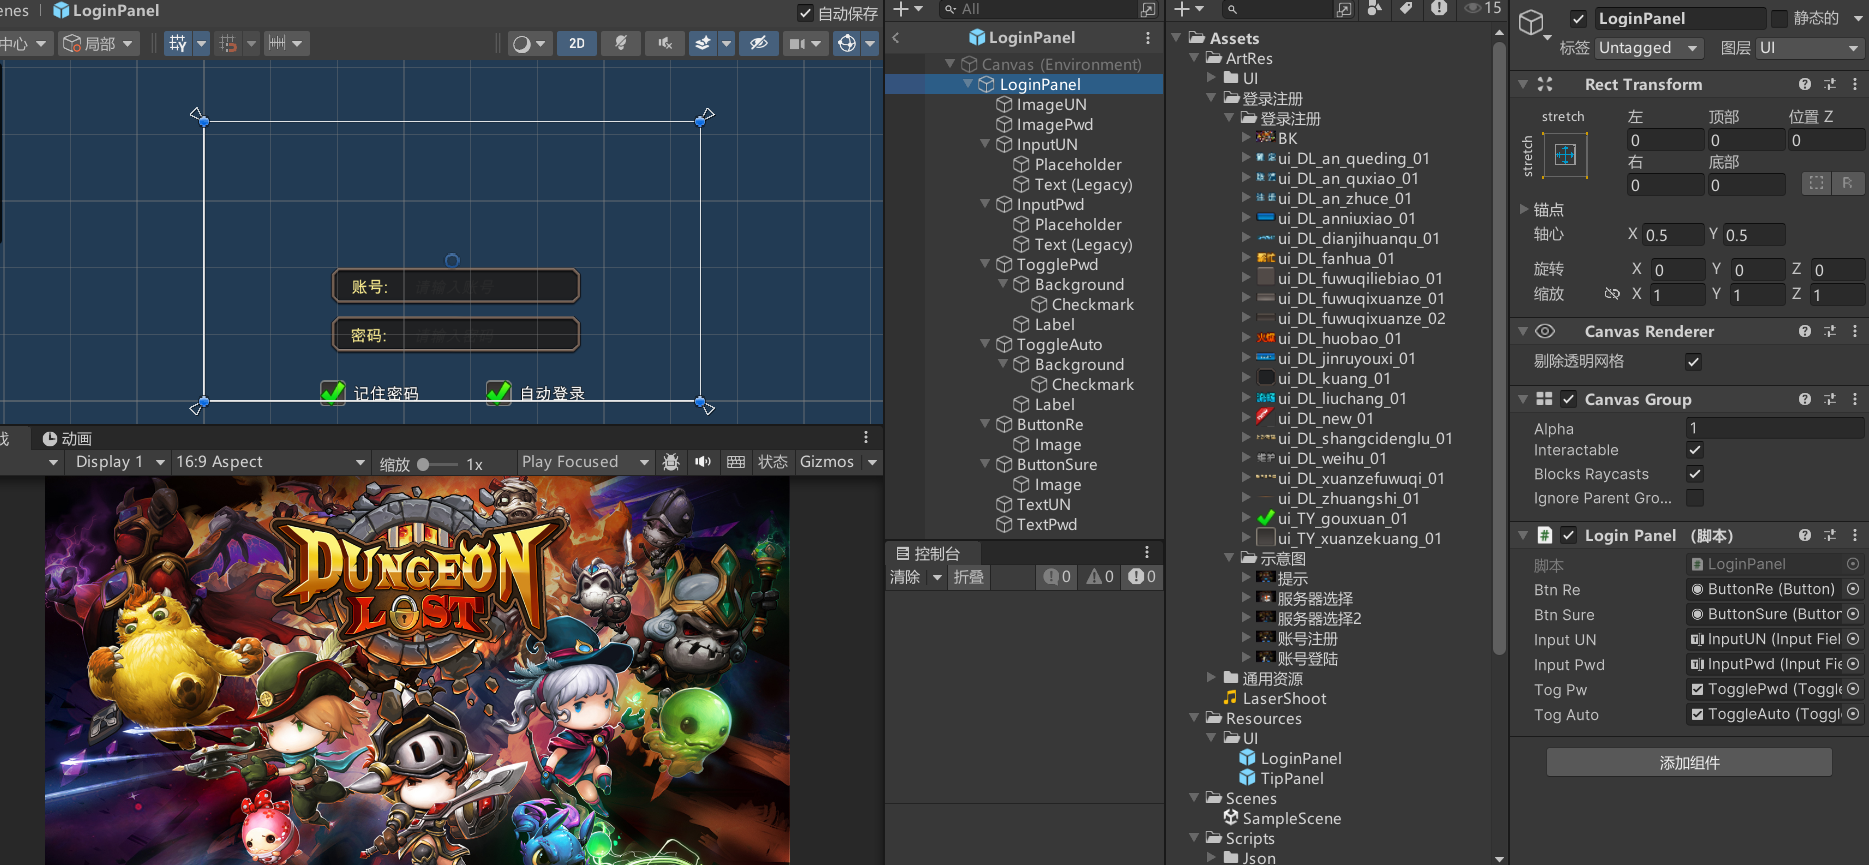 enes
LoginPanel
自动保存
中心
局部
2D
账号:
请输入账号
密码:
请输入密码
记住密码
自动登录
动画
Display 1
16:9 Aspect
缩放
1x
Play Focused
状态
Gizmos
DUNGEON
LOST
All
LoginPanel
Canvas (Environment)
LoginPanel
ImageUN
ImagePwd
InputUN
Placeholder
Text (Legacy)
InputPwd
Placeholder
Text (Legacy)
TogglePwd
Background
Checkmark
Label
ToggleAuto
Background
Checkmark
Label
ButtonRe
Image
ButtonSure
Image
TextUN
TextPwd
控制台
清除
折叠
0
0
0
15
Assets
ArtRes
UI
登录注册
登录注册
BK
ui_DL_an_queding_01
ui_DL_an_quxiao_01
ui_DL_an_zhuce_01
ui_DL_anniuxiao_01
ui_DL_dianjihuanqu_01
ui_DL_fanhua_01
ui_DL_fuwuqiliebiao_01
ui_DL_fuwuqixuanze_01
ui_DL_fuwuqixuanze_02
ui_DL_huobao_01
ui_DL_jinruyouxi_01
ui_DL_kuang_01
ui_DL_liuchang_01
ui_DL_new_01
ui_DL_shangcidenglu_01
ui_DL_weihu_01
ui_DL_xuanzefuwuqi_01
ui_DL_zhuangshi_01
ui_TY_gouxuan_01
ui_TY_xuanzekuang_01
示意图
提示
服务器选择
服务器选择2
账号注册
账号登陆
通用资源
LaserShoot
Resources
UI
LoginPanel
TipPanel
Scenes
SampleScene
Scripts
Json
LoginPanel
静态的
标签 Untagged
图层 UI
Rect Transform
stretch
stretch
左 顶部 位置 Z
0 0 0
右 底部
0 0
R
锚点
轴心 X 0.5 Y 0.5
旋转 X 0 Y 0 Z 0
缩放 X 1 Y 1 Z 1
Canvas Renderer
剔除透明网格
Canvas Group
Alpha 1
Interactable
Blocks Raycasts
Ignore Parent Gro...
Login Panel （脚本）
脚本 LoginPanel
Btn Re ButtonRe (Button)
Btn Sure ButtonSure (Button
Input UN InputUN (Input Fiel
Input Pwd InputPwd (Input Fie
Tog Pw TogglePwd (Toggle
Tog Auto ToggleAuto (Toggl
添加组件